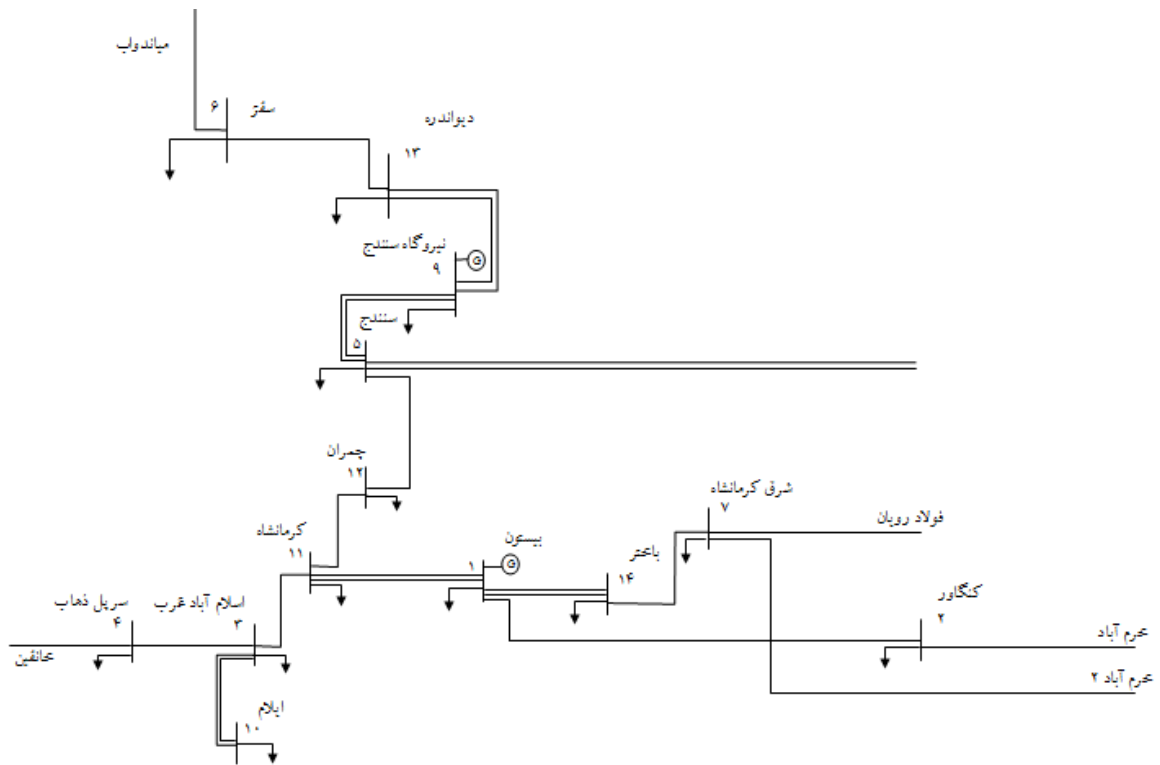 میاندواب
۶ سقز
دیواندره
۱۳
نیروگاه سنندج
G
۹
سنندج
۵
چمران
۱۲
شرق کرمانشاه
۷
فولاد رویان
کرمانشاه
۱۱
بیستون
۱ G
باختر
۱۴
کنگاور
۲
سرپل ذهاب
۴
اسلام آباد غرب
۳
خرم آباد
خانقین
خرم آباد ۲
ایلام
۱۰